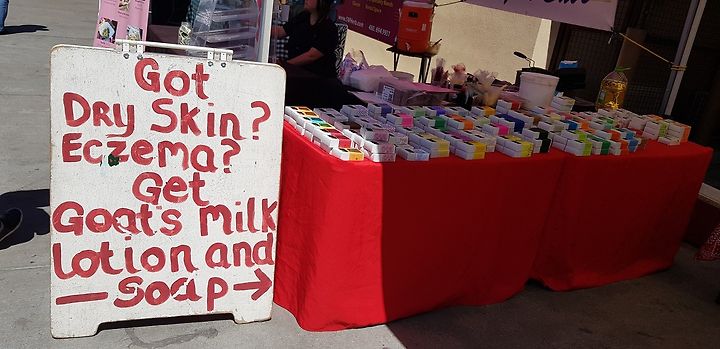 Got
Dry Skin?
Eczema?
Get
Goat's milk
lotion and
— soap →